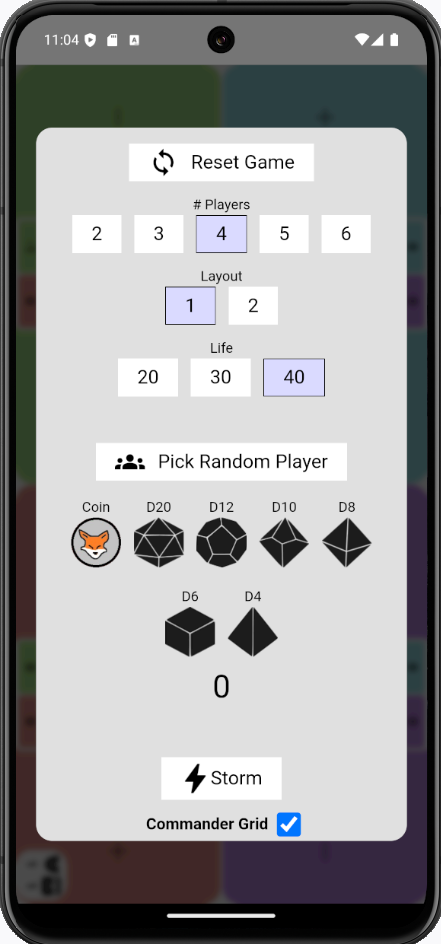 11:04
Reset Game
# Players
2 3 4 5 6
Layout
1 2
Life
20 30 40
Pick Random Player
Coin D20 D12 D10 D8
D6 D4
0
Storm
Commander Grid